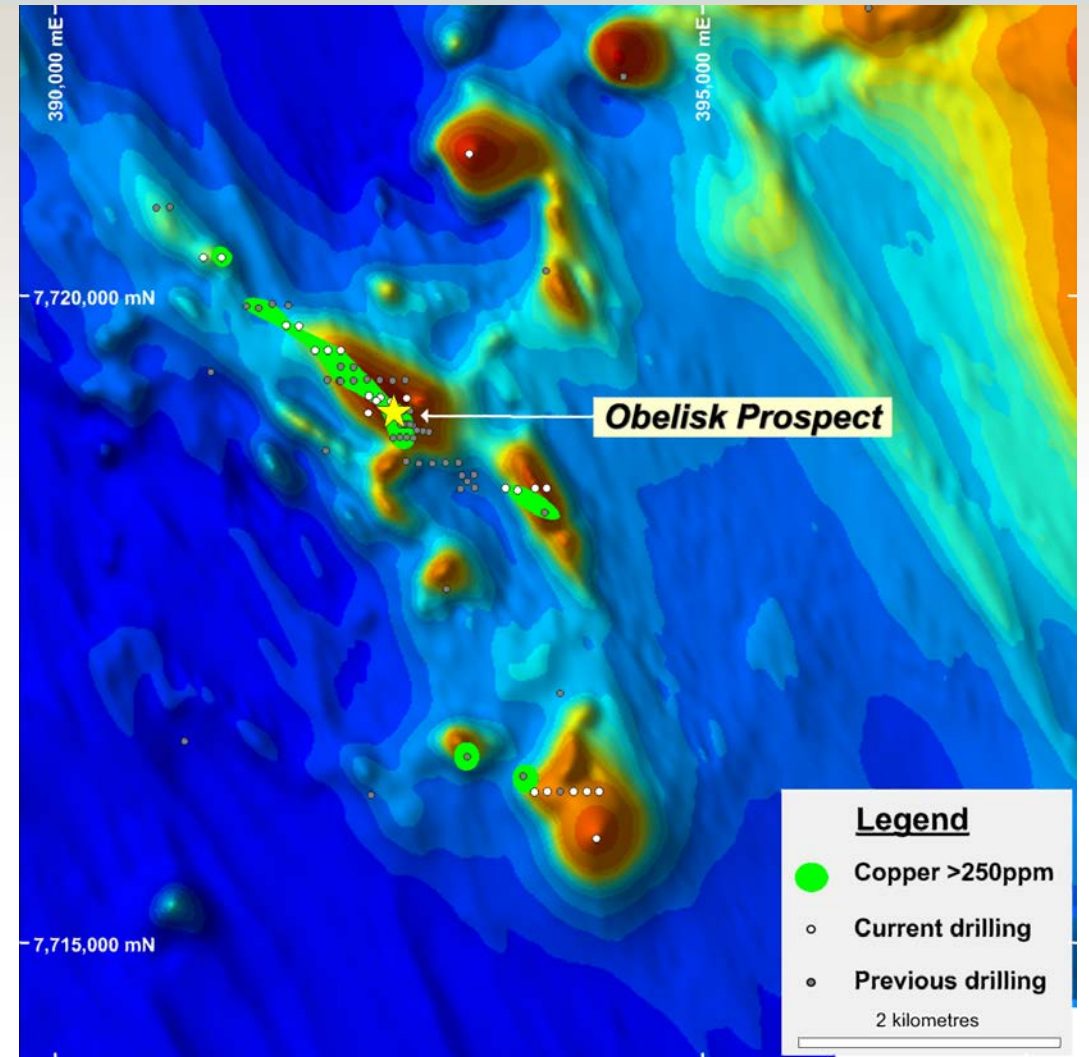 390,000 mE
395,000 mE
7,720,000 mN
Obelisk Prospect
7,715,000 mN
Legend
Copper >250ppm
Current drilling
Previous drilling
2 kilometres